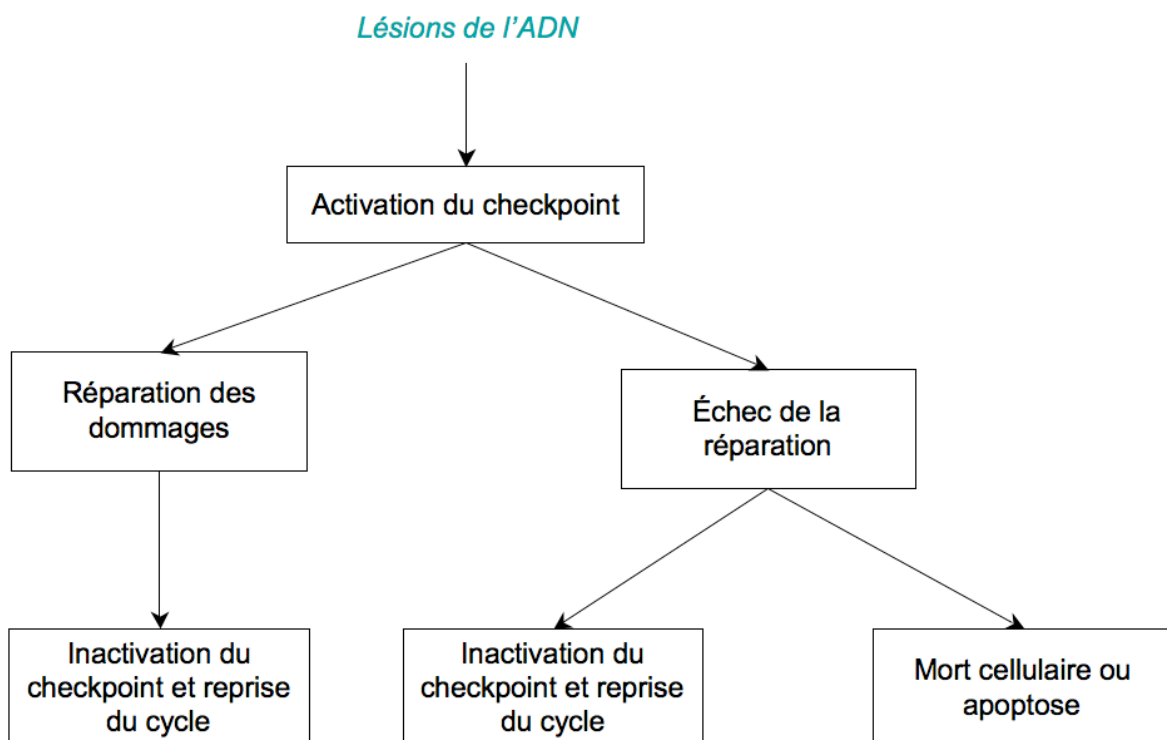 Lésions de l’ADN
Activation du checkpoint
Réparation des
dommages
Échec de la
réparation
Inactivation du
checkpoint et reprise
du cycle
Inactivation du
checkpoint et reprise
du cycle
Mort cellulaire ou
apoptose